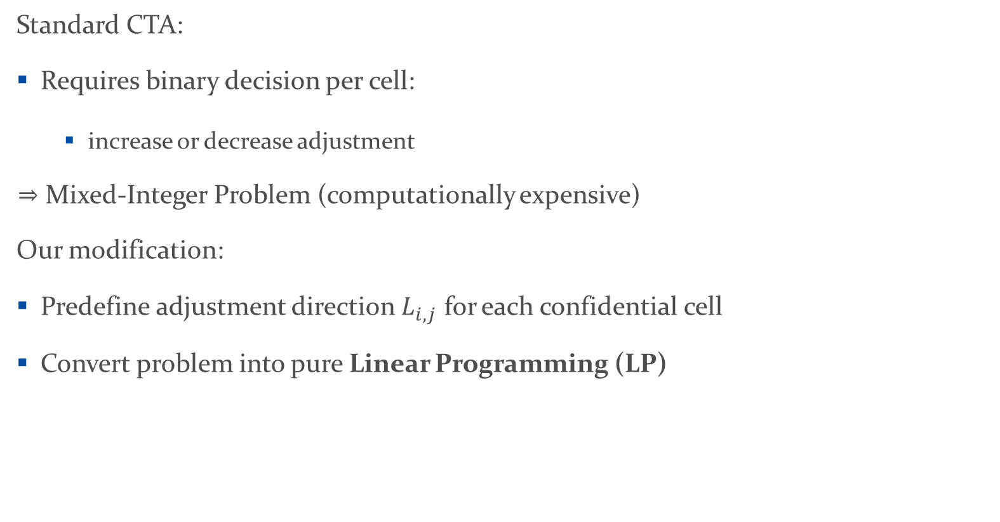 Standard CTA:
▪ Requires binary decision per cell:
▪ increase or decrease adjustment
⇒ Mixed-Integer Problem (computationally expensive)
Our modification:
▪ Predefine adjustment direction $L_{i,j}$ for each confidential cell
▪ Convert problem into pure Linear Programming (LP)